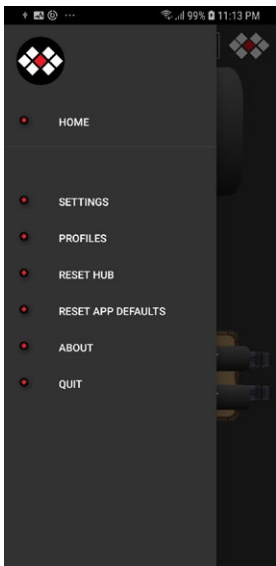 99% 11:13 PM
HOME
SETTINGS
PROFILES
RESET HUB
RESET APP DEFAULTS
ABOUT
QUIT